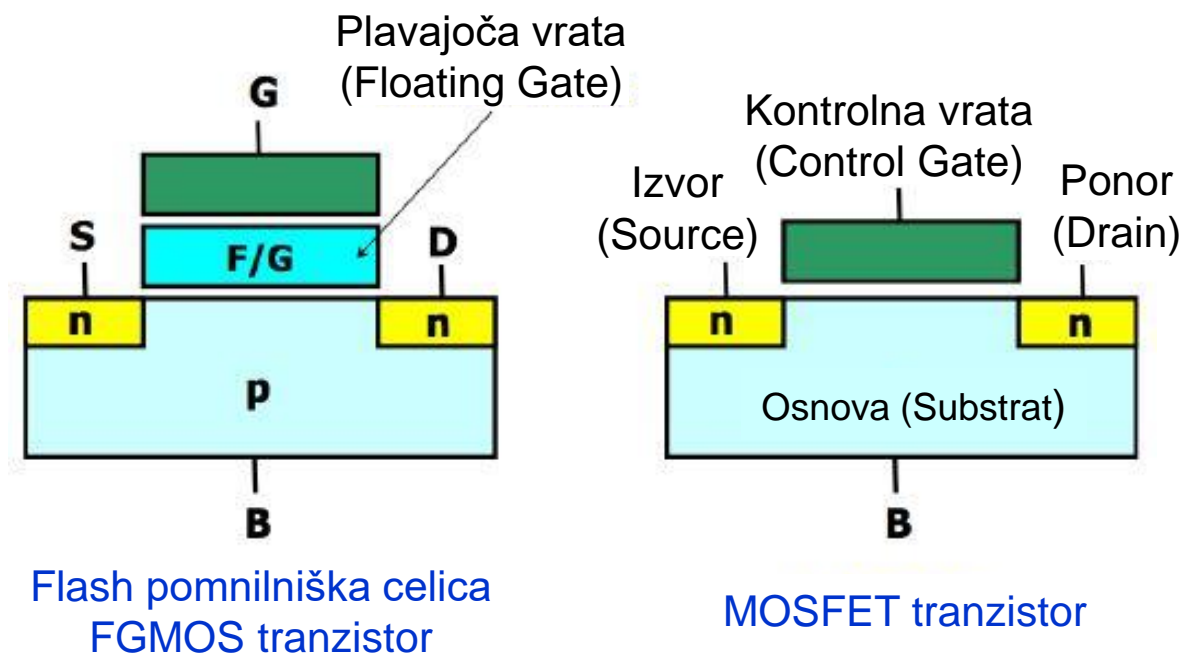 Plavajoča vrata
(Floating Gate)
G
S
F/G
D
n
n
p
B
Flash pomnilniška celica
FGMOS tranzistor
Kontrolna vrata
(Control Gate)
Izvor
(Source)
Ponor
(Drain)
n
n
Osnova (Substrat)
B
MOSFET tranzistor